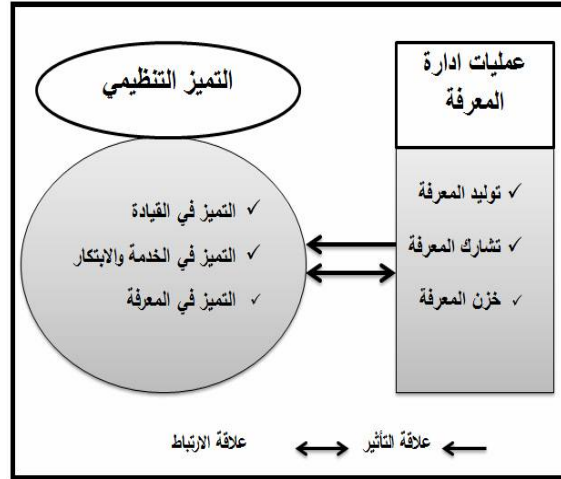 عمليات ادارة
المعرفة
توليد المعرفة
تشارك المعرفة
خزن المعرفة
التميز التنظيمي
التميز في القيادة
التميز في الخدمة والابتكار
التميز في المعرفة
علاقة التأثير
علاقة الارتباط